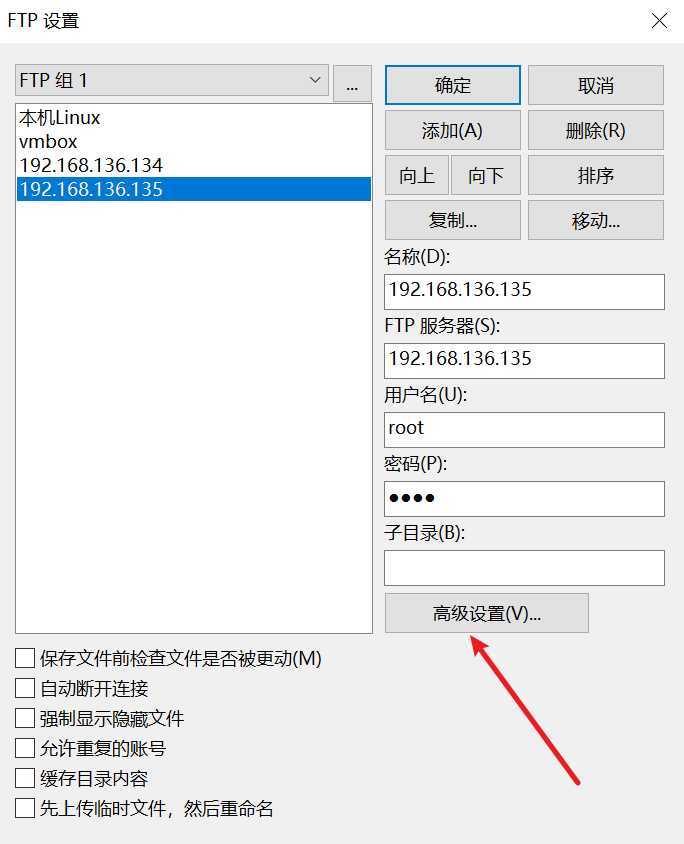 FTP 设置
FTP 组 1
...
确定
取消
本机Linux
vmbox
192.168.136.134
192.168.136.135
添加(A)
删除(R)
向上
向下
排序
复制...
移动...
名称(D):
192.168.136.135
FTP 服务器(S):
192.168.136.135
用户名(U):
root
密码(P):
●●●●
子目录(B):
高级设置(V)...
保存文件前检查文件是否被更动(M)
自动断开连接
强制显示隐藏文件
允许重复的账号
缓存目录内容
先上传临时文件，然后重命名